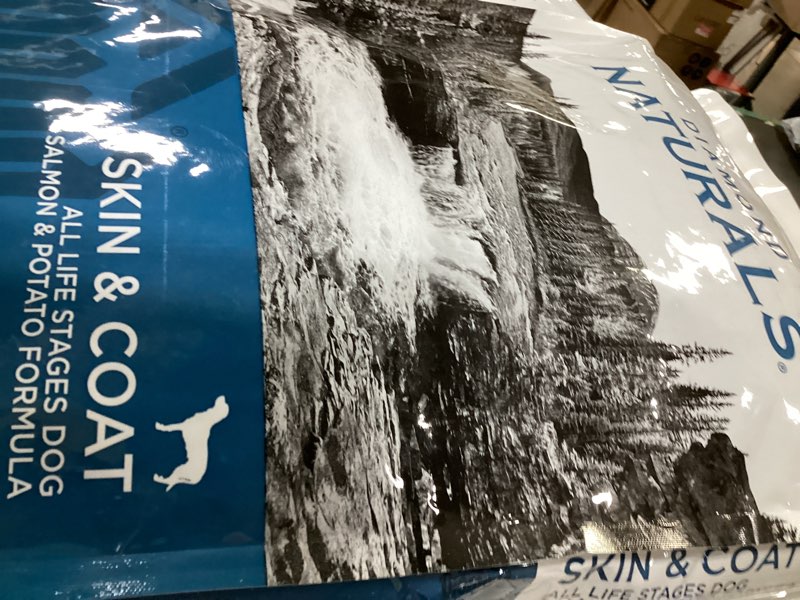 DIAMOND
NATURALS®
SKIN & COAT
ALL LIFE STAGES DOG
SALMON & POTATO FORMULA
SKIN & COAT
ALL LIFE STAGES DOG